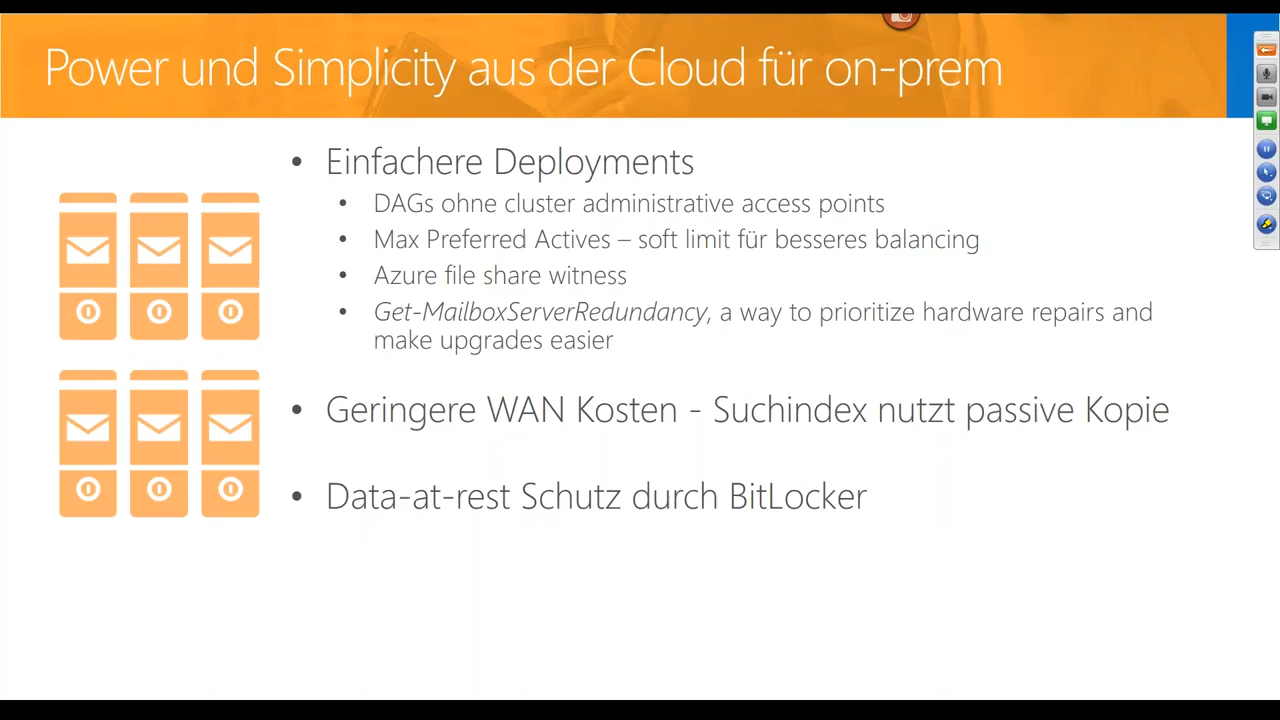 Power und Simplicity aus der Cloud für on-prem
• Einfachere Deployments
• DAGs ohne cluster administrative access points
• Max Preferred Actives – soft limit für besseres balancing
• Azure file share witness
• Get-MailboxServerRedundancy, a way to prioritize hardware repairs and
make upgrades easier
• Geringere WAN Kosten - Suchindex nutzt passive Kopie
• Data-at-rest Schutz durch BitLocker